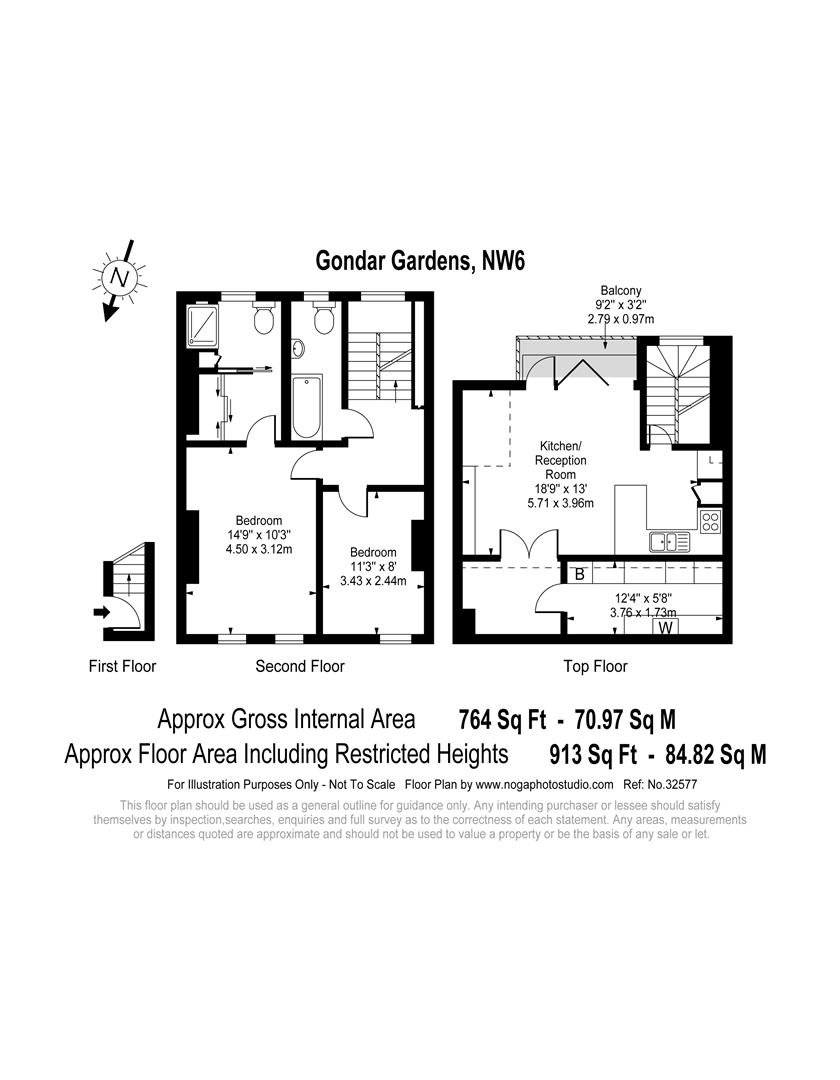 Gondar Gardens, NW6
N
Balcony
9'2" x 3'2"
2.79 x 0.97m
Kitchen/
Reception
Room
18'9" x 13'
5.71 x 3.96m
L
Bedroom
14'9" x 10'3"
4.50 x 3.12m
Bedroom
11'3" x 8'
3.43 x 2.44m
B
12'4" x 5'8"
3.76 x 1.73m
W
First Floor
Second Floor
Top Floor
Approx Gross Internal Area 764 Sq Ft - 70.97 Sq M
Approx Floor Area Including Restricted Heights 913 Sq Ft - 84.82 Sq M
For Illustration Purposes Only - Not To Scale Floor Plan by www.nogaphotostudio.com Ref: No.32577
This floor plan should be used as a general outline for guidance only. Any intending purchaser or lessee should satisfy
themselves by inspection,searches, enquiries and full survey as to the correctness of each statement. Any areas, measurements
or distances quoted are approximate and should not be used to value a property or be the basis of any sale or let.